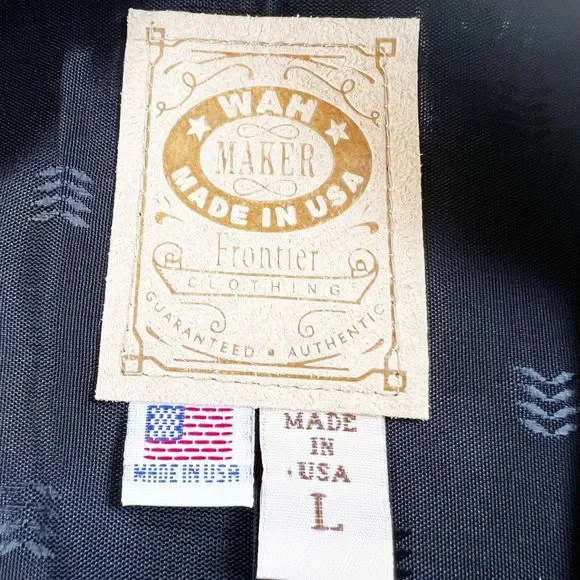 WAH
MAKER
MADE IN USA
Frontier
CLOTHING
GUARANTEED • AUTHENTIC
MADE IN USA
MADE
IN
USA
L